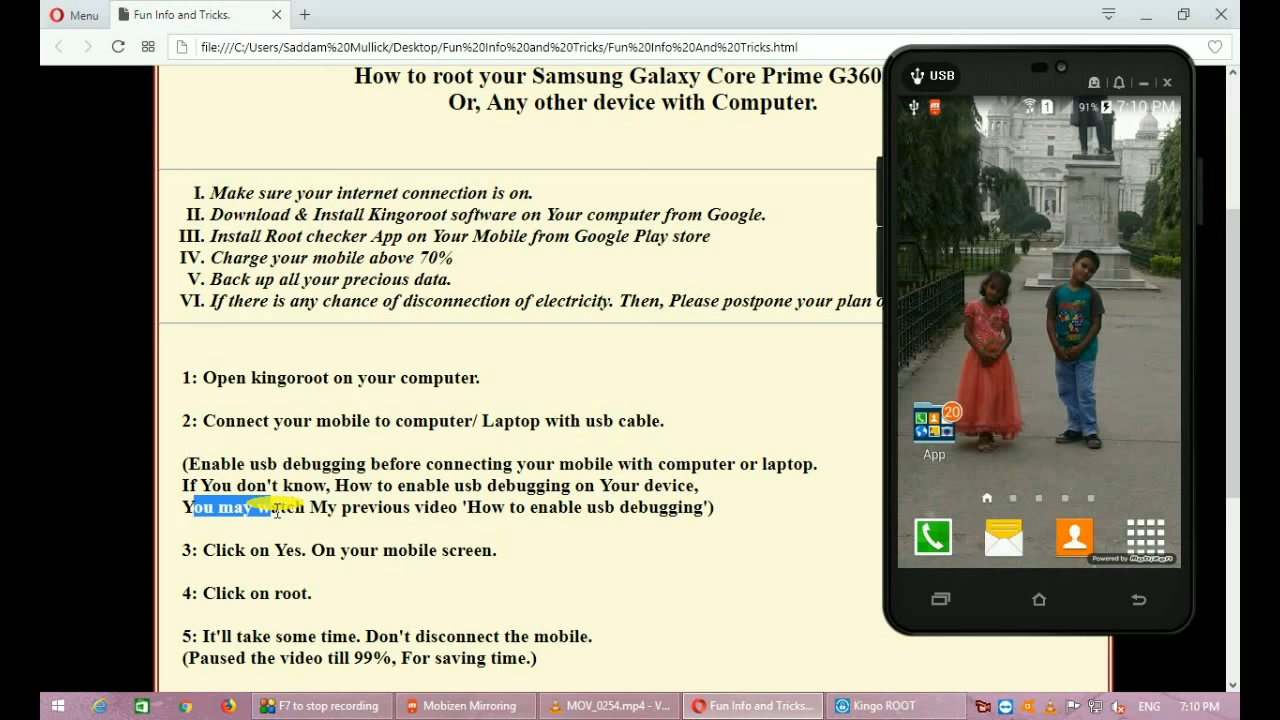 Menu
Fun Info and Tricks.
file:///C:/Users/Saddam%20Mullick/Desktop/Fun%20Info%20and%20Tricks/Fun%20Info%20And%20Tricks.html
How to root your Samsung Galaxy Core Prime G360
Or, Any other device with Computer.
I. Make sure your internet connection is on.
II. Download & Install Kingoroot software on Your computer from Google.
III. Install Root checker App on Your Mobile from Google Play store
IV. Charge your mobile above 70%
V. Back up all your precious data.
VI. If there is any chance of disconnection of electricity. Then, Please postpone your plan
1: Open kingoroot on your computer.
2: Connect your mobile to computer/ Laptop with usb cable.
(Enable usb debugging before connecting your mobile with computer or laptop.
If You don't know, How to enable usb debugging on Your device,
You may watch My previous video 'How to enable usb debugging')
3: Click on Yes. On your mobile screen.
4: Click on root.
5: It'll take some time. Don't disconnect the mobile.
(Paused the video till 99%, For saving time.)
USB
1 91% 7:10 PM
20
App
Powered by Mobizen
F7 to stop recording
Mobizen Mirroring
MOV_0254.mp4 - V...
Fun Info and Tricks...
Kingo ROOT
ENG
7:10 PM